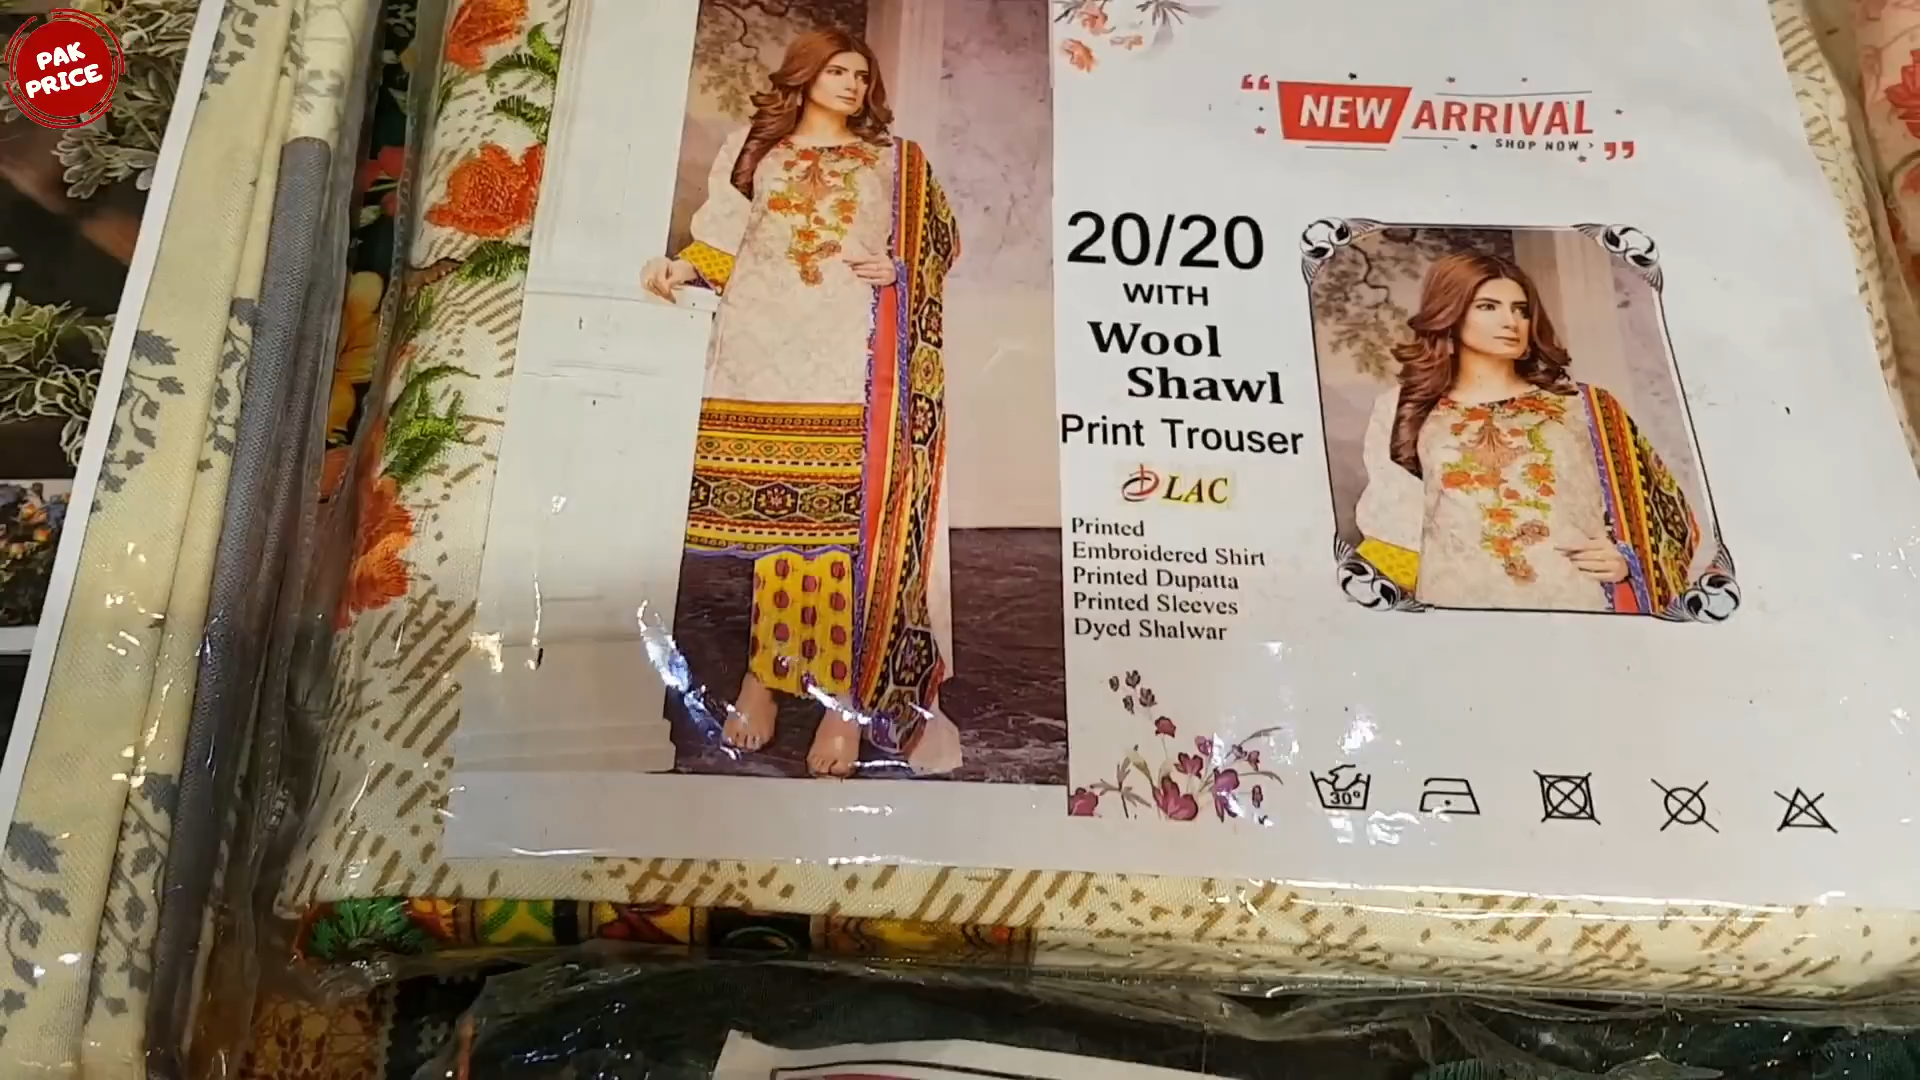 PAK
PRICE
“ NEW ARRIVAL
SHOP NOW › ”
20/20
WITH
Wool
Shawl
Print Trouser
LAC
Printed
Embroidered Shirt
Printed Dupatta
Printed Sleeves
Dyed Shalwar
30°